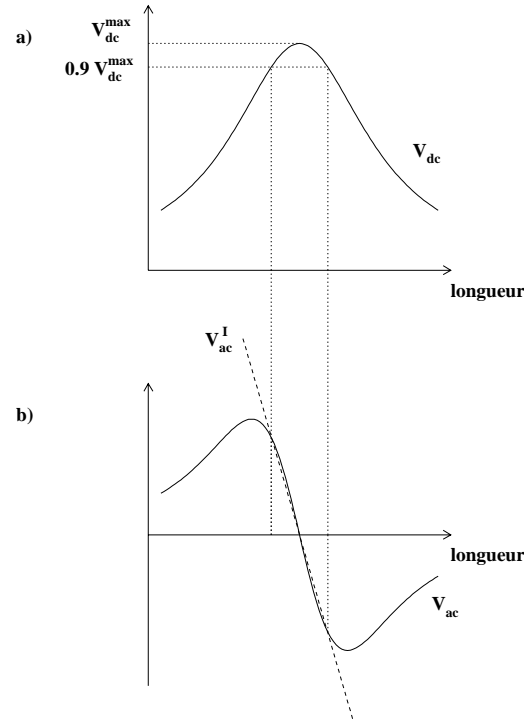 a)
V_dc^max
0.9 V_dc^max
V_dc
longueur
V_ac^I
b)
longueur
V_ac